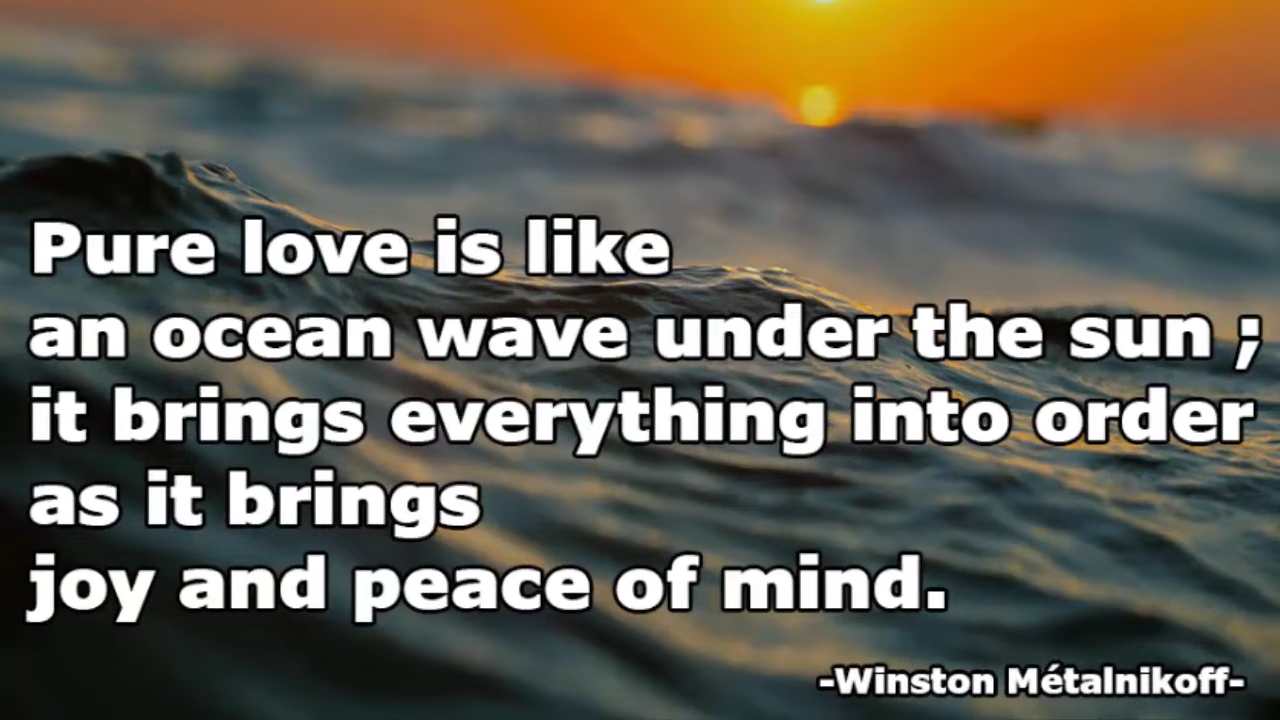 Pure love is like
an ocean wave under the sun ;
it brings everything into order
as it brings
joy and peace of mind.
-Winston Métalnikoff-